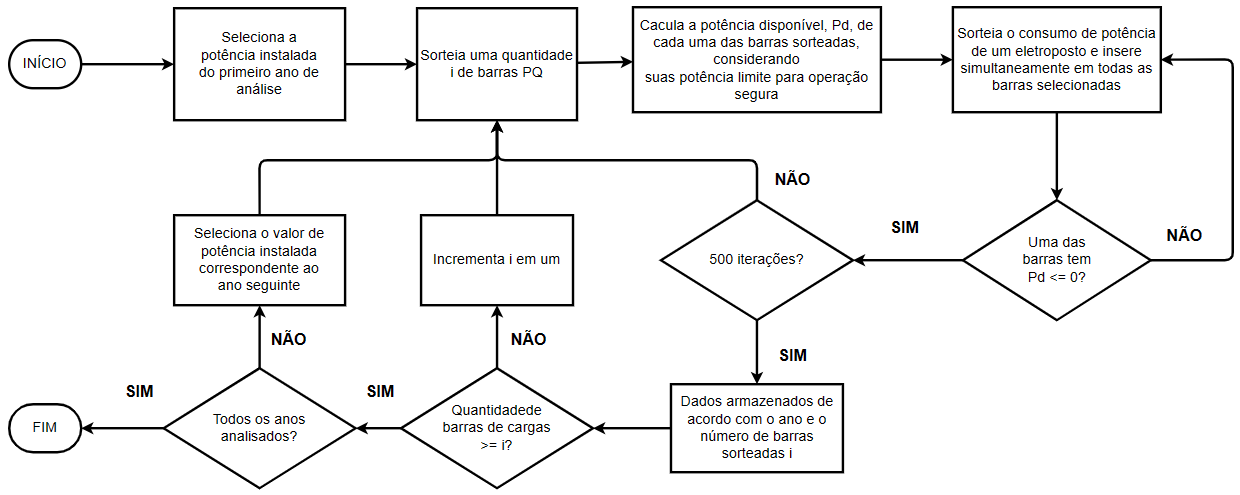 INÍCIO
Seleciona a
potência instalada
do primeiro ano de
análise
Sorteia uma quantidade
i de barras PQ
Cacula a potência disponível, Pd, de
cada uma das barras sorteadas,
considerando
suas potência limite para operação
segura
Sorteia o consumo de potência
de um eletroposto e insere
simultaneamente em todas as
barras selecionadas
NÃO
Seleciona o valor de
potência instalada
correspondente ao
ano seguinte
Incrementa i em um
500 iterações?
SIM
Uma das
barras tem
Pd <= 0?
NÃO
NÃO
NÃO
SIM
SIM
SIM
FIM
Todos os anos
analisados?
Quantidadede
barras de cargas
>= i?
Dados armazenados de
acordo com o ano e o
número de barras
sorteadas i